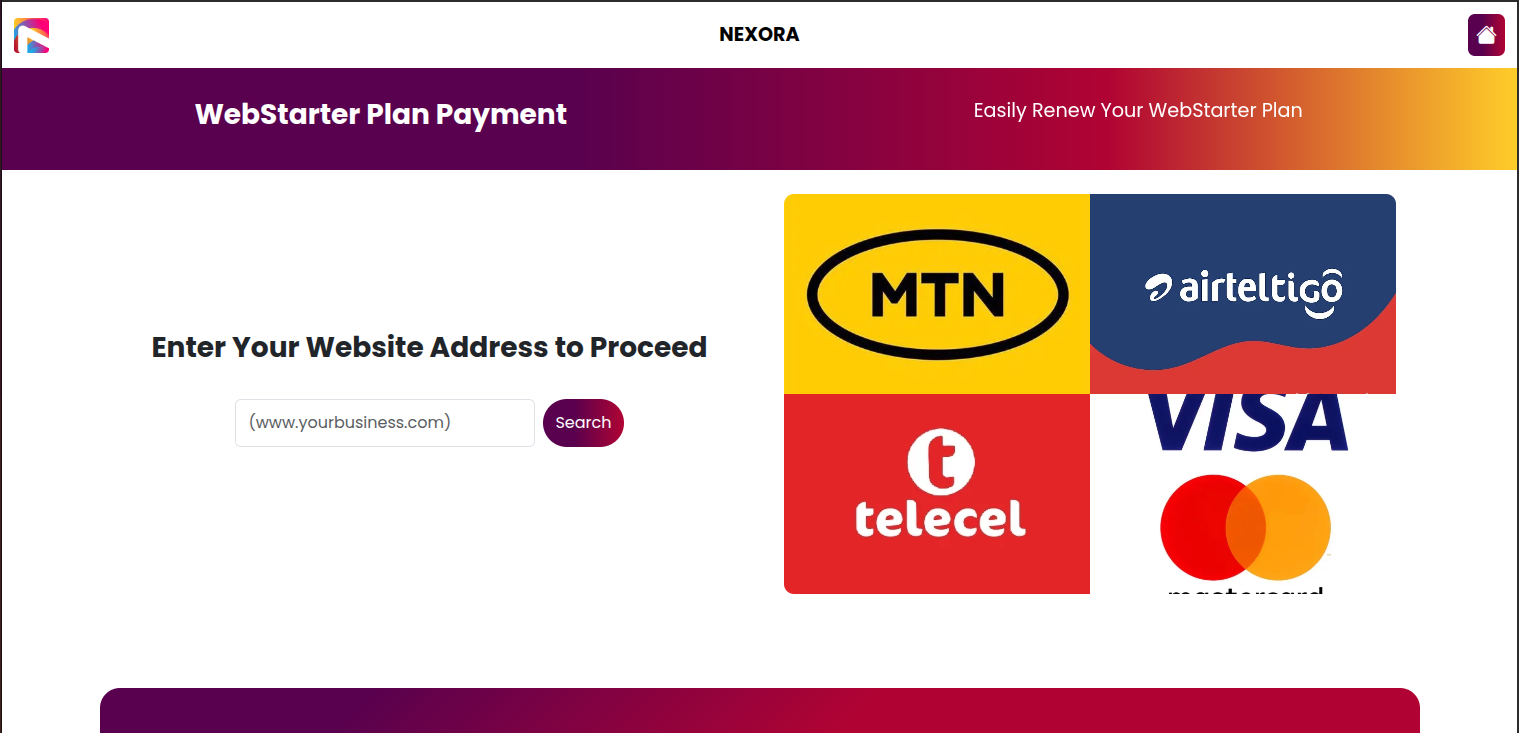 NEXORA
WebStarter Plan Payment
Easily Renew Your WebStarter Plan
Enter Your Website Address to Proceed
(www.yourbusiness.com)
Search
MTN
airteltigo
t
telecel
VISA
mastercard